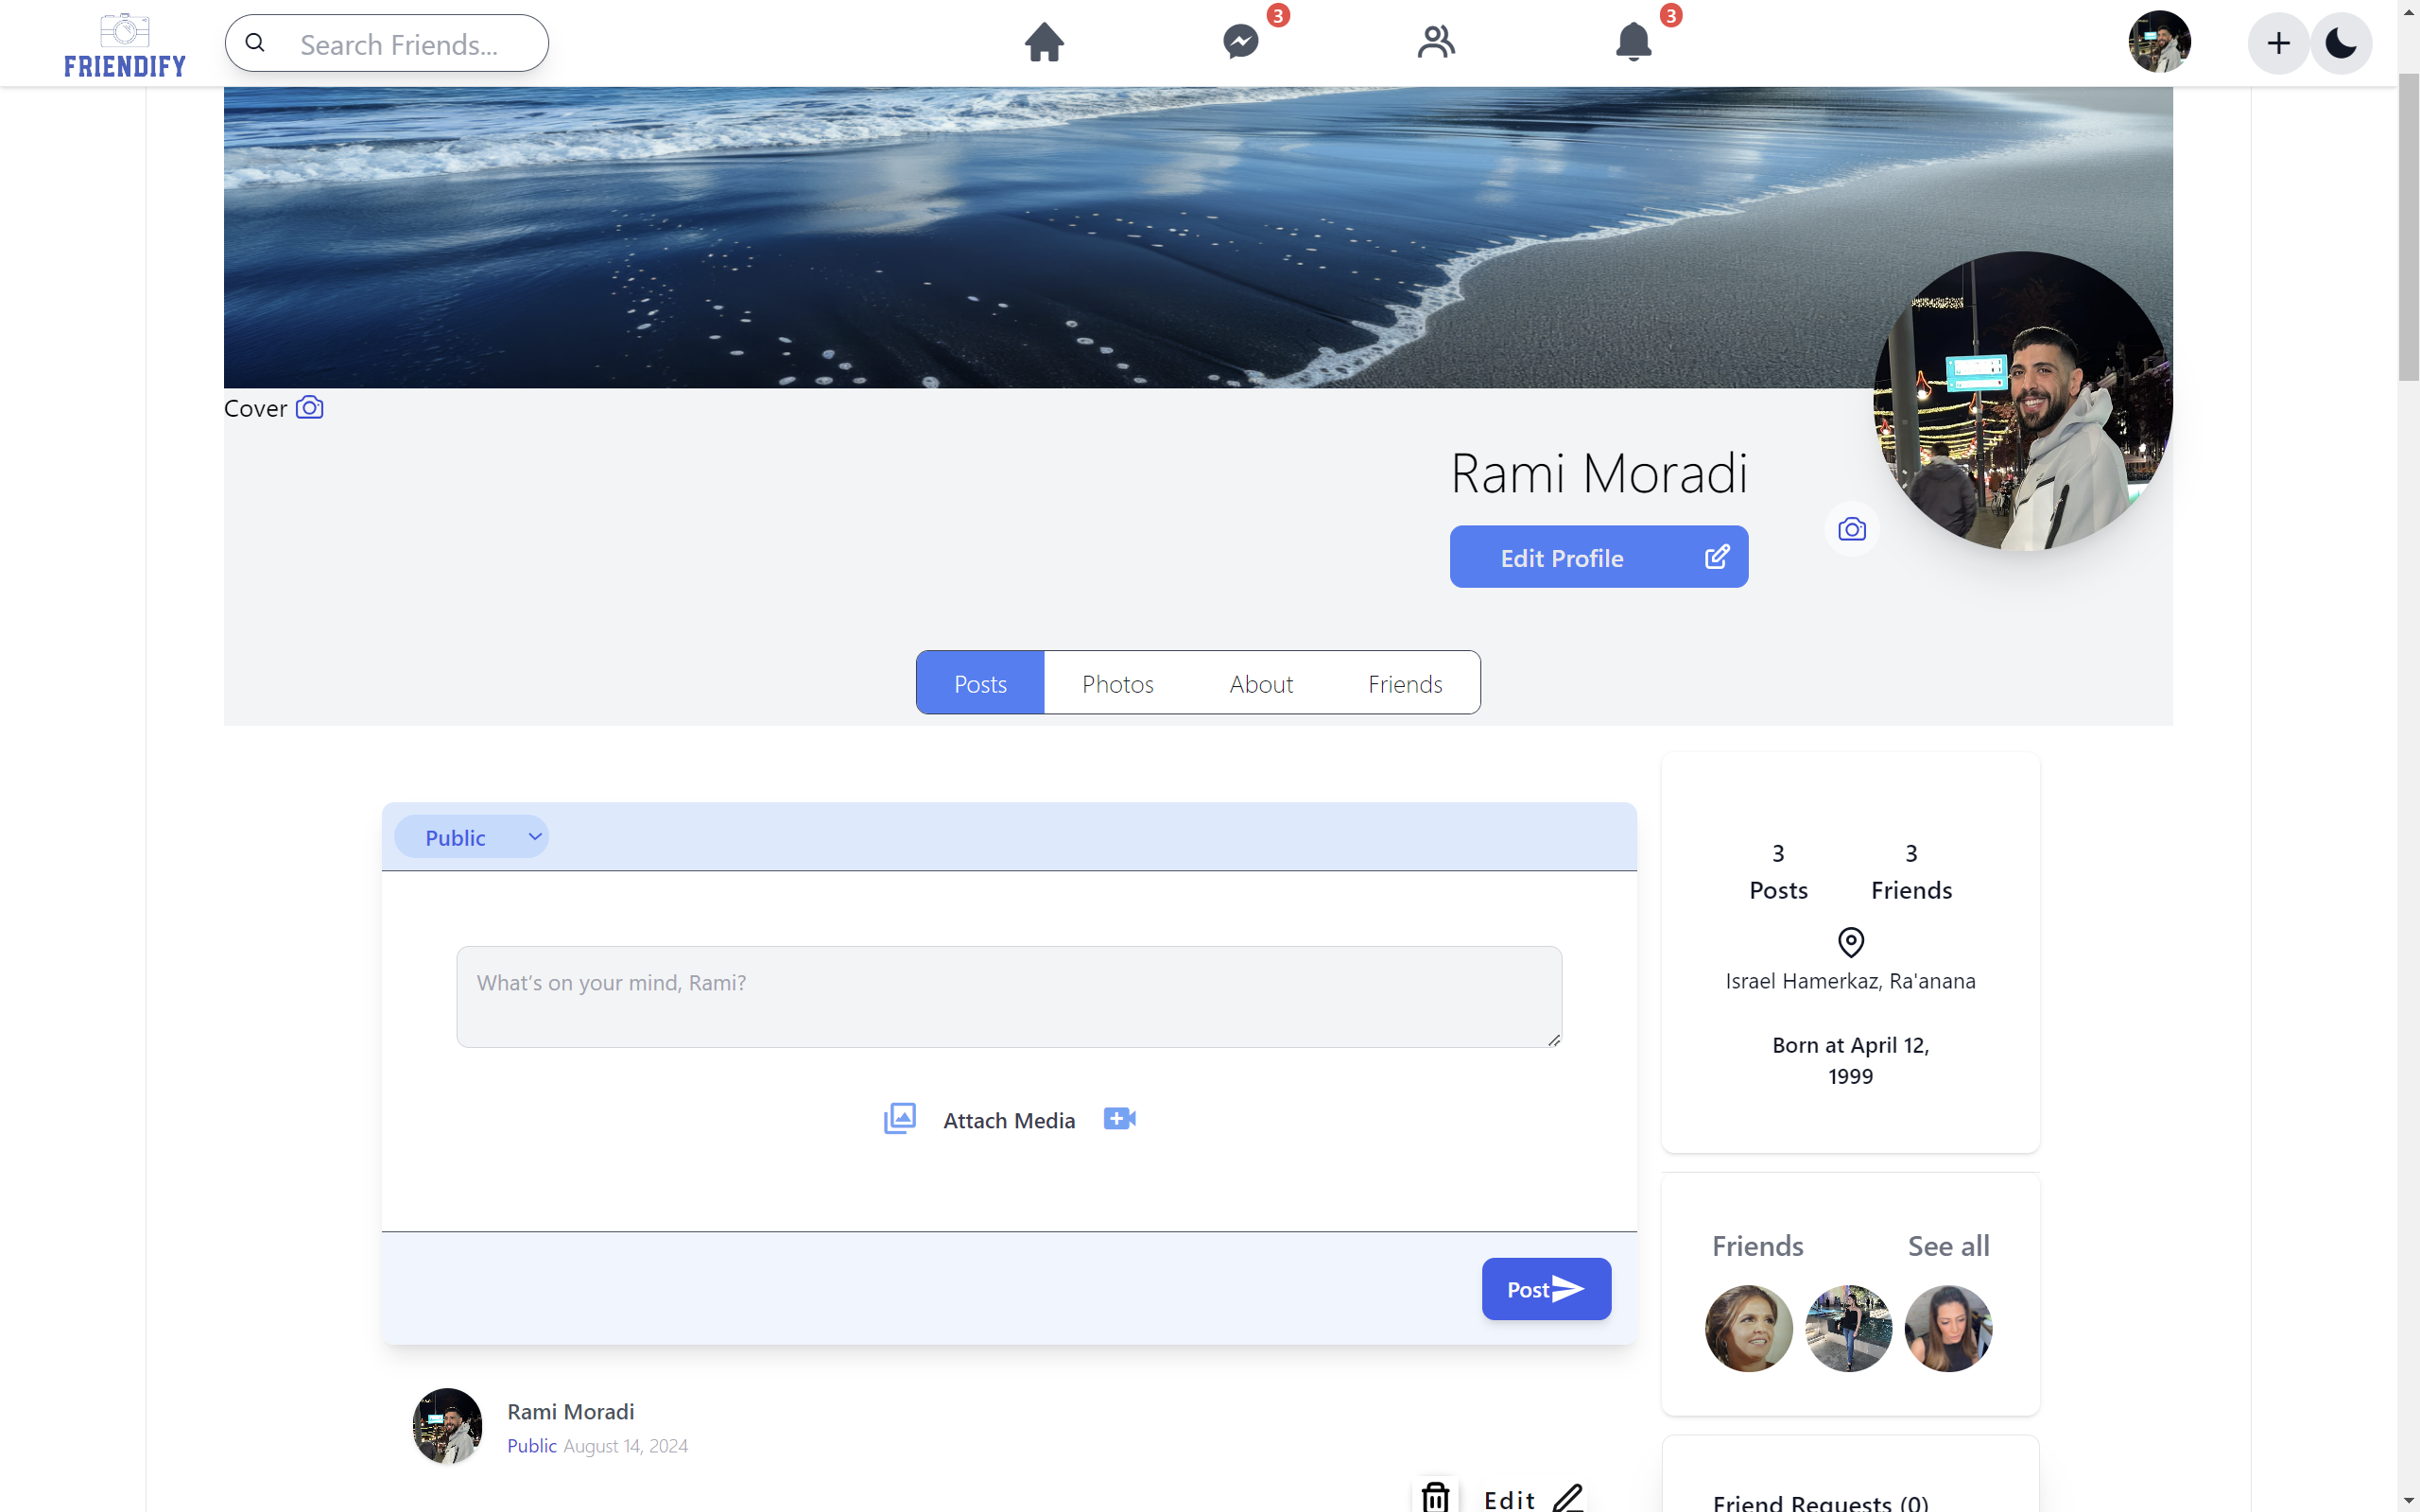 FRIENDIFY
Search Friends...
3
3
Cover
Rami Moradi
Edit Profile
Posts
Photos
About
Friends
Public
What's on your mind, Rami?
Attach Media
Post
3
Posts
3
Friends
Israel Hamerkaz, Ra'anana
Born at April 12,
1999
Friends
See all
Rami Moradi
Public August 14, 2024
Edit
Friend Requests (0)